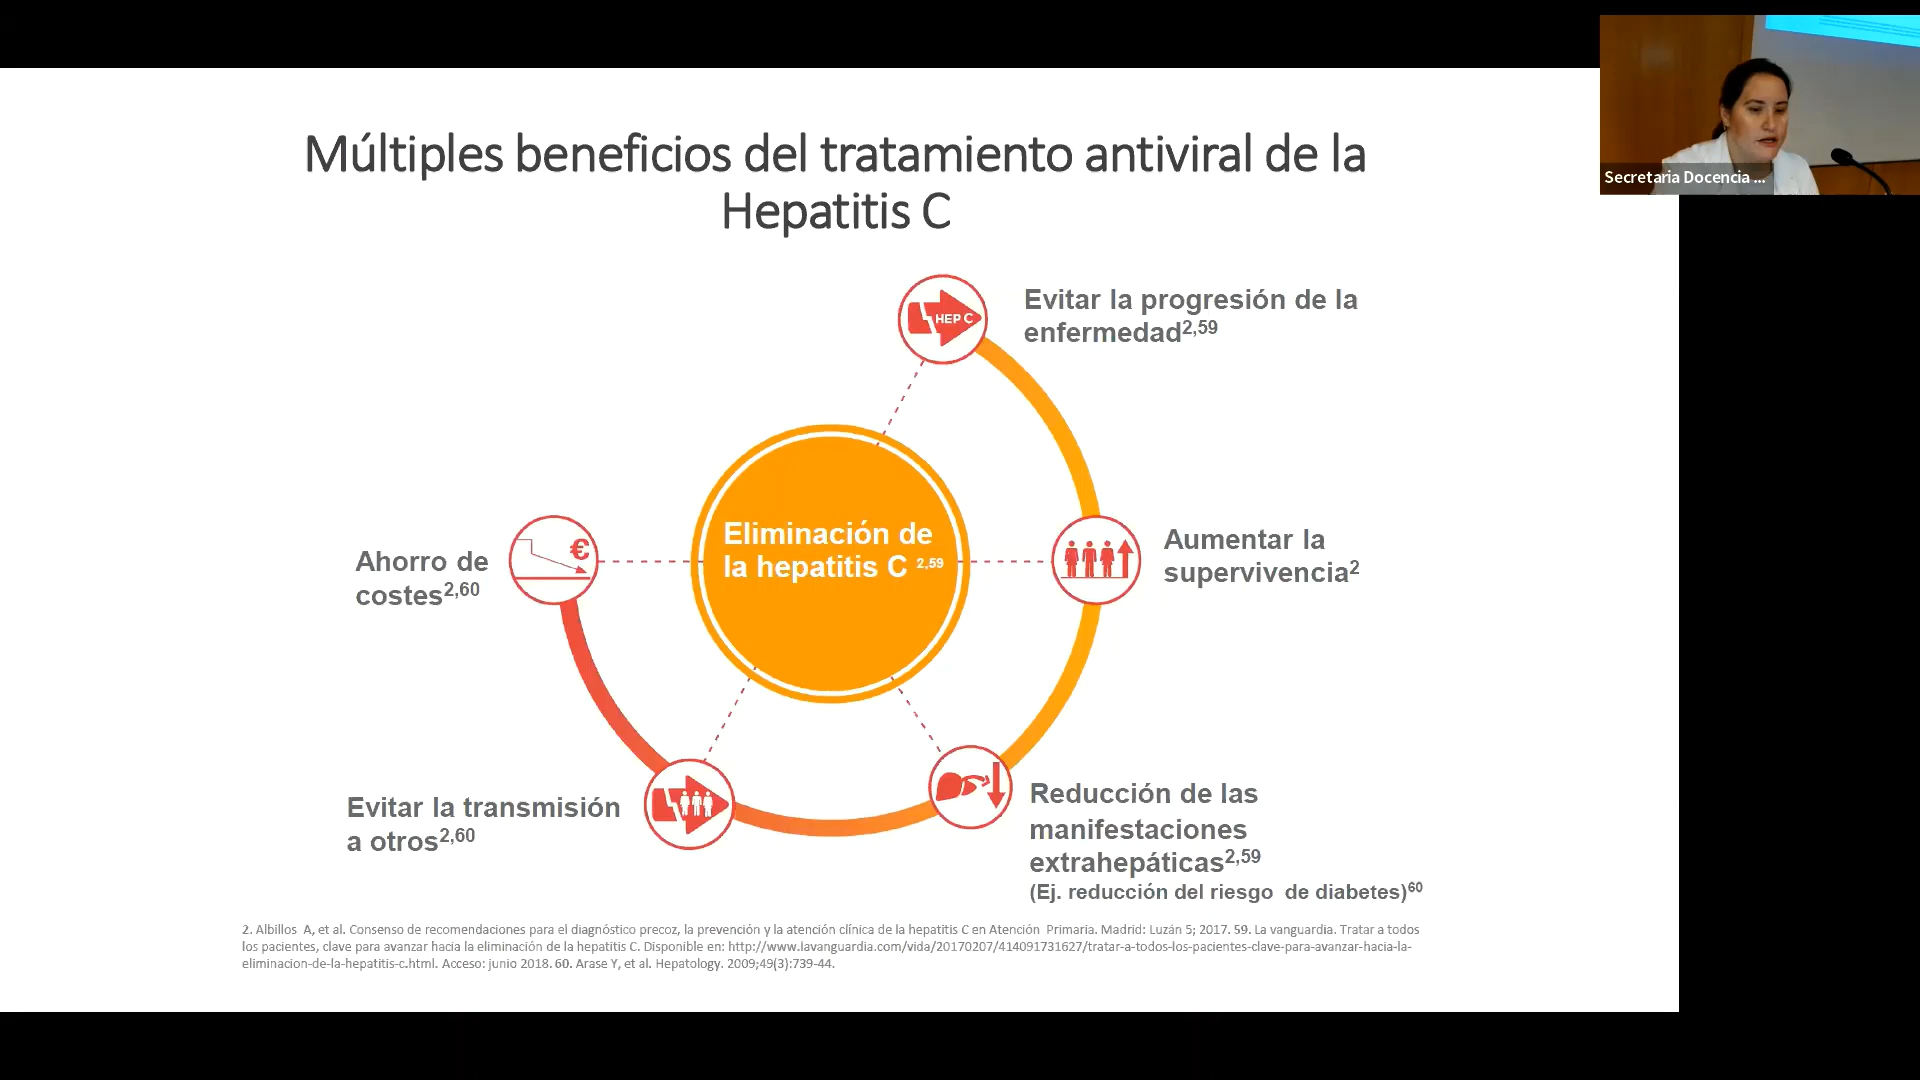 Múltiples beneficios del tratamiento antiviral de la
Hepatitis C
Secretaria Docencia ...
HEP C
Evitar la progresión de la
enfermedad2,59
Eliminación de
la hepatitis C 2,59
Aumentar la
supervivencia2
€
Ahorro de
costes2,60
Evitar la transmisión
a otros2,60
Reducción de las
manifestaciones
extrahepáticas2,59
(Ej. reducción del riesgo de diabetes)60
2. Albillos A, et al. Consenso de recomendaciones para el diagnóstico precoz, la prevención y la atención clínica de la hepatitis C en Atención Primaria. Madrid: Luzán 5; 2017. 59. La vanguardia. Tratar a todos
los pacientes, clave para avanzar hacia la eliminación de la hepatitis C. Disponible en: http://www.lavanguardia.com/vida/20170207/414091731627/tratar-a-todos-los-pacientes-clave-para-avanzar-hacia-la-
eliminacion-de-la-hepatitis-c.html. Acceso: junio 2018. 60. Arase Y, et al. Hepatology. 2009;49(3):739-44.